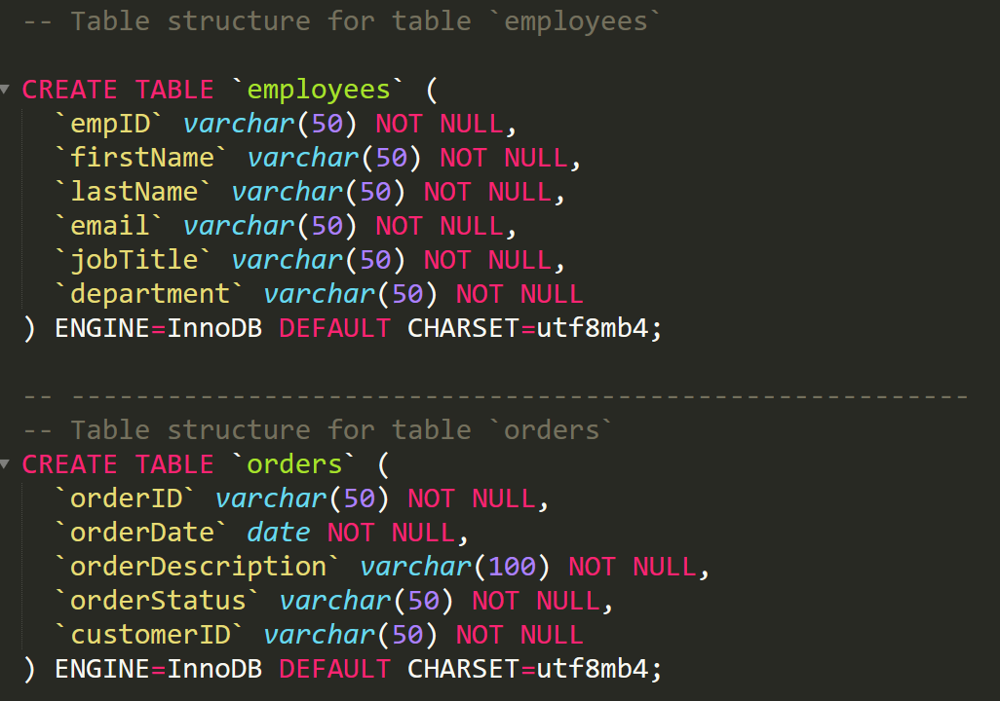 -- Table structure for table `employees`
CREATE TABLE `employees` (
`empID` varchar(50) NOT NULL,
`firstName` varchar(50) NOT NULL,
`lastName` varchar(50) NOT NULL,
`email` varchar(50) NOT NULL,
`jobTitle` varchar(50) NOT NULL,
`department` varchar(50) NOT NULL
) ENGINE=InnoDB DEFAULT CHARSET=utf8mb4;
-- --------------------------------------------------------
-- Table structure for table `orders`
CREATE TABLE `orders` (
`orderID` varchar(50) NOT NULL,
`orderDate` date NOT NULL,
`orderDescription` varchar(100) NOT NULL,
`orderStatus` varchar(50) NOT NULL,
`customerID` varchar(50) NOT NULL
) ENGINE=InnoDB DEFAULT CHARSET=utf8mb4;